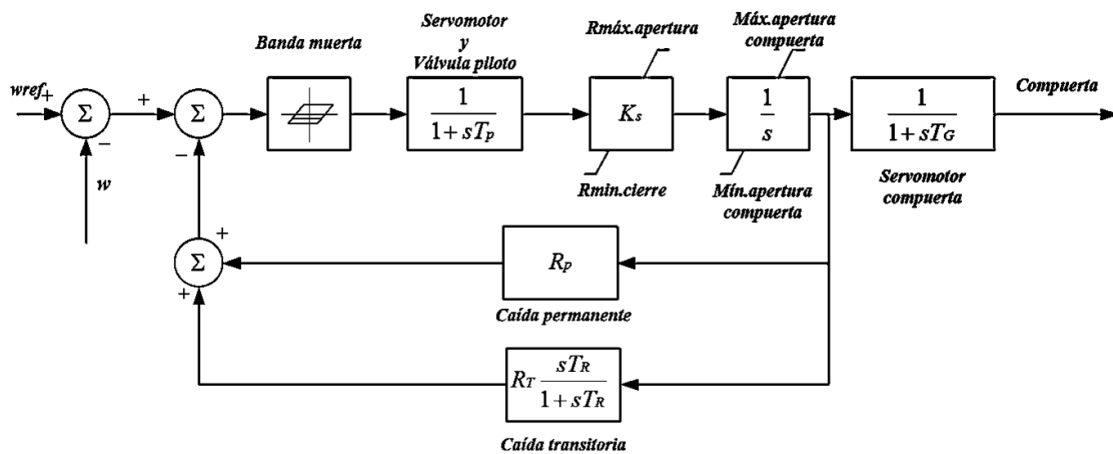 Servomotor
y
Válvula piloto
Banda muerta
Rmáx.apertura
Máx.apertura
compuerta
wref
+
Σ
+
Σ
1
1 + sTp
Ks
1
s
1
1 + sTG
Compuerta
−
−
w
Rmin.cierre
Mín.apertura
compuerta
Servomotor
compuerta
+
Σ
+
Rp
Caída permanente
RT sTR
1 + sTR
Caída transitoria